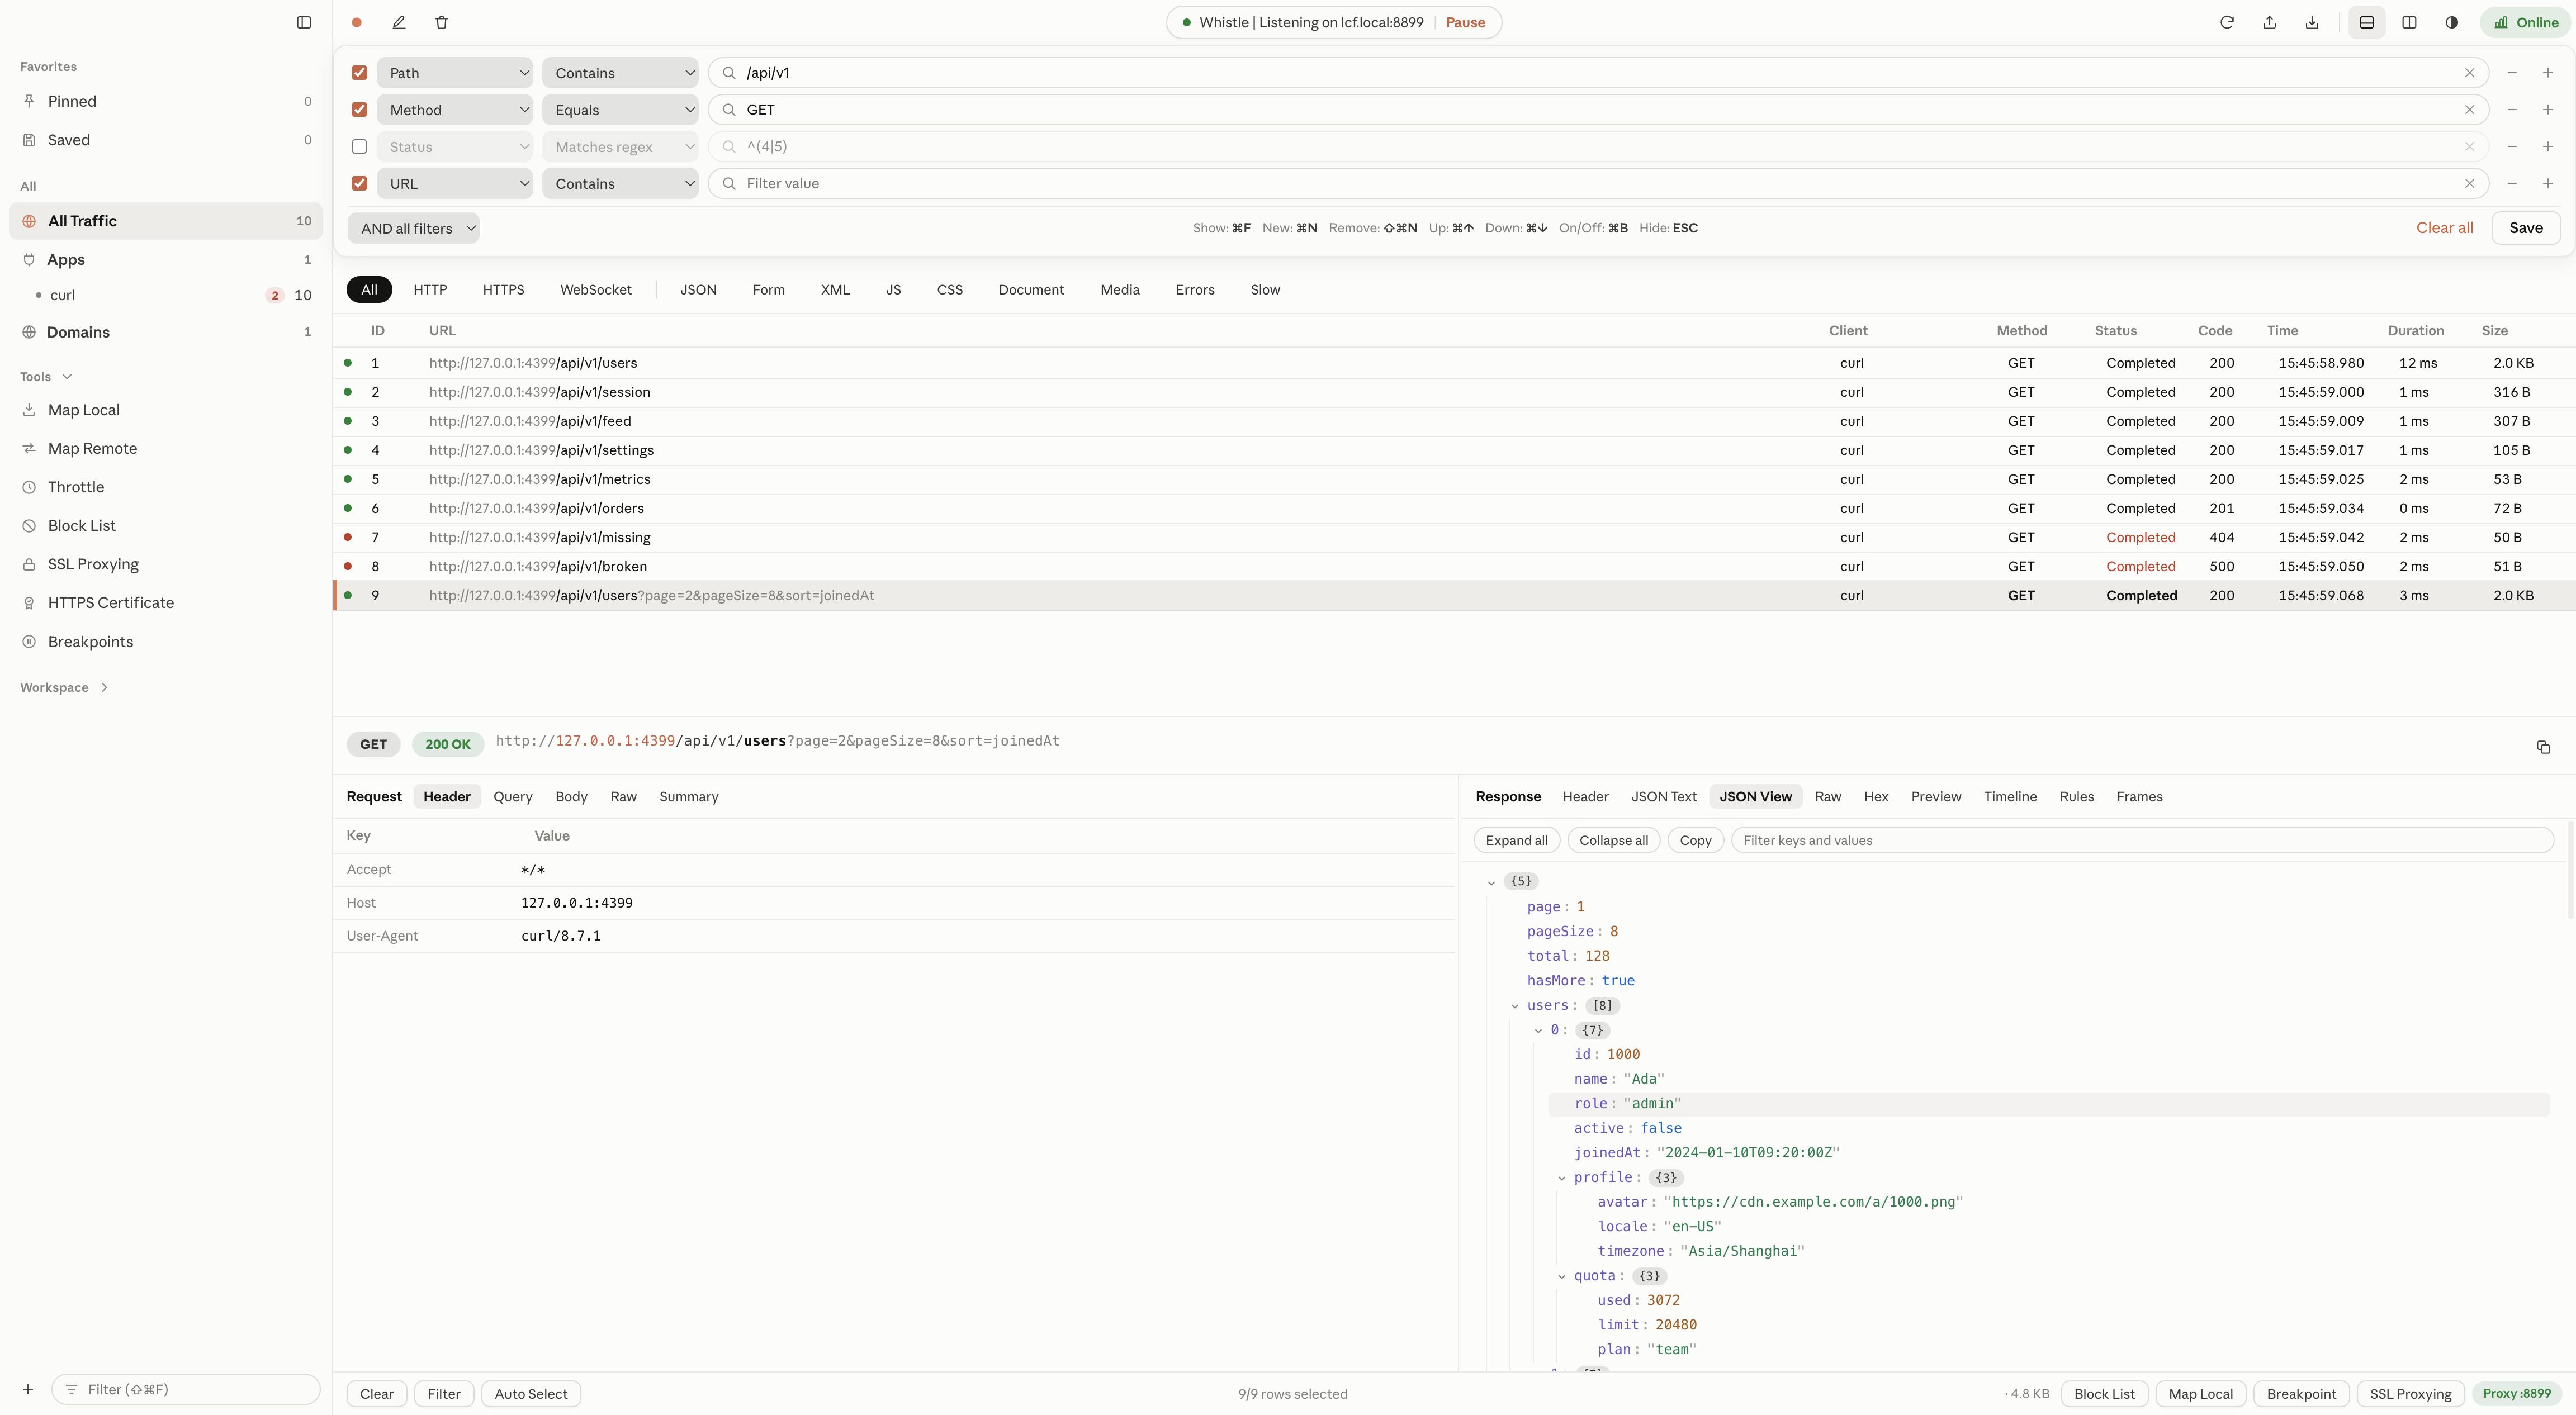 Whistle | Listening on lcf.local:8899 Pause
Online
Favorites
Pinned 0
Saved 0
All
All Traffic 10
Apps 1
curl 2 10
Domains 1
Tools
Map Local
Map Remote
Throttle
Block List
SSL Proxying
HTTPS Certificate
Breakpoints
Workspace
Filter (⇧⌘F)
Path Contains /api/v1
Method Equals GET
Status Matches regex ^(4|5)
URL Contains Filter value
AND all filters Show: ⌘F New: ⌘N Remove: ⇧⌘N Up: ⌘↑ Down: ⌘↓ On/Off: ⌘B Hide: ESC Clear all Save
All HTTP HTTPS WebSocket JSON Form XML JS CSS Document Media Errors Slow
ID URL Client Method Status Code Time Duration Size
1 http://127.0.0.1:4399/api/v1/users curl GET Completed 200 15:45:58.980 12 ms 2.0 KB
2 http://127.0.0.1:4399/api/v1/session curl GET Completed 200 15:45:59.000 1 ms 316 B
3 http://127.0.0.1:4399/api/v1/feed curl GET Completed 200 15:45:59.009 1 ms 307 B
4 http://127.0.0.1:4399/api/v1/settings curl GET Completed 200 15:45:59.017 1 ms 105 B
5 http://127.0.0.1:4399/api/v1/metrics curl GET Completed 200 15:45:59.025 2 ms 53 B
6 http://127.0.0.1:4399/api/v1/orders curl GET Completed 201 15:45:59.034 0 ms 72 B
7 http://127.0.0.1:4399/api/v1/missing curl GET Completed 404 15:45:59.042 2 ms 50 B
8 http://127.0.0.1:4399/api/v1/broken curl GET Completed 500 15:45:59.050 2 ms 51 B
9 http://127.0.0.1:4399/api/v1/users?page=2&pageSize=8&sort=joinedAt curl GET Completed 200 15:45:59.068 3 ms 2.0 KB
GET 200 OK http://127.0.0.1:4399/api/v1/users?page=2&pageSize=8&sort=joinedAt
Request Header Query Body Raw Summary
Key Value
Accept */*
Host 127.0.0.1:4399
User-Agent curl/8.7.1
Response Header JSON Text JSON View Raw Hex Preview Timeline Rules Frames
Expand all Collapse all Copy Filter keys and values
{5}
page: 1
pageSize: 8
total: 128
hasMore: true
users: [8]
0: {7}
id: 1000
name: "Ada"
role: "admin"
active: false
joinedAt: "2024-01-10T09:20:00Z"
profile: {3}
avatar: "https://cdn.example.com/a/1000.png"
locale: "en-US"
timezone: "Asia/Shanghai"
quota: {3}
used: 3072
limit: 20480
plan: "team"
Clear Filter Auto Select 9/9 rows selected · 4.8 KB Block List Map Local Breakpoint SSL Proxying Proxy :8899